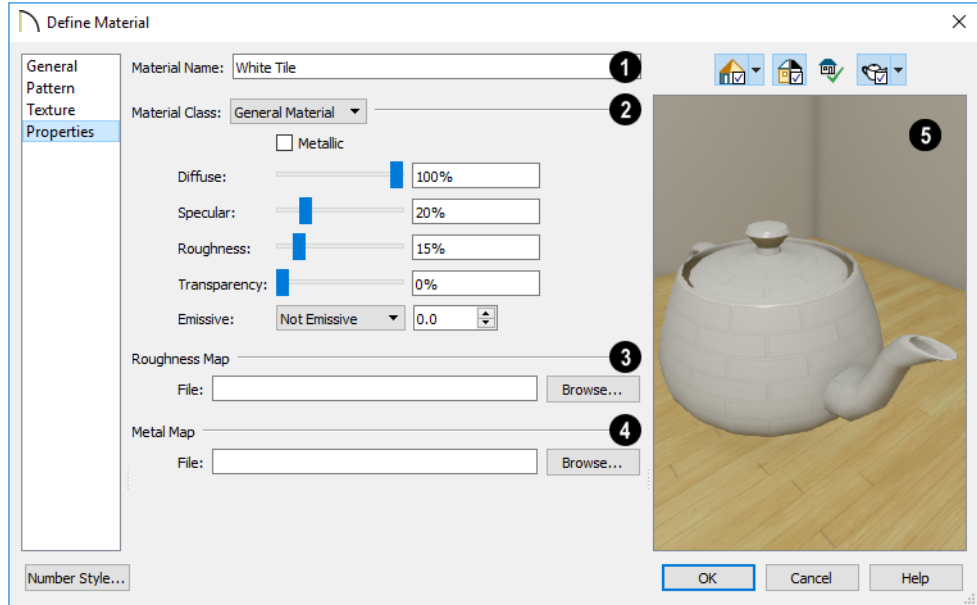 Define Material
General
Pattern
Texture
Properties
Material Name: White Tile 1
Material Class: General Material 2
Metallic
Diffuse: 100%
Specular: 20%
Roughness: 15%
Transparency: 0%
Emissive: Not Emissive 0.0
Roughness Map 3
File: Browse...
Metal Map 4
File: Browse...
5
Number Style... OK Cancel Help